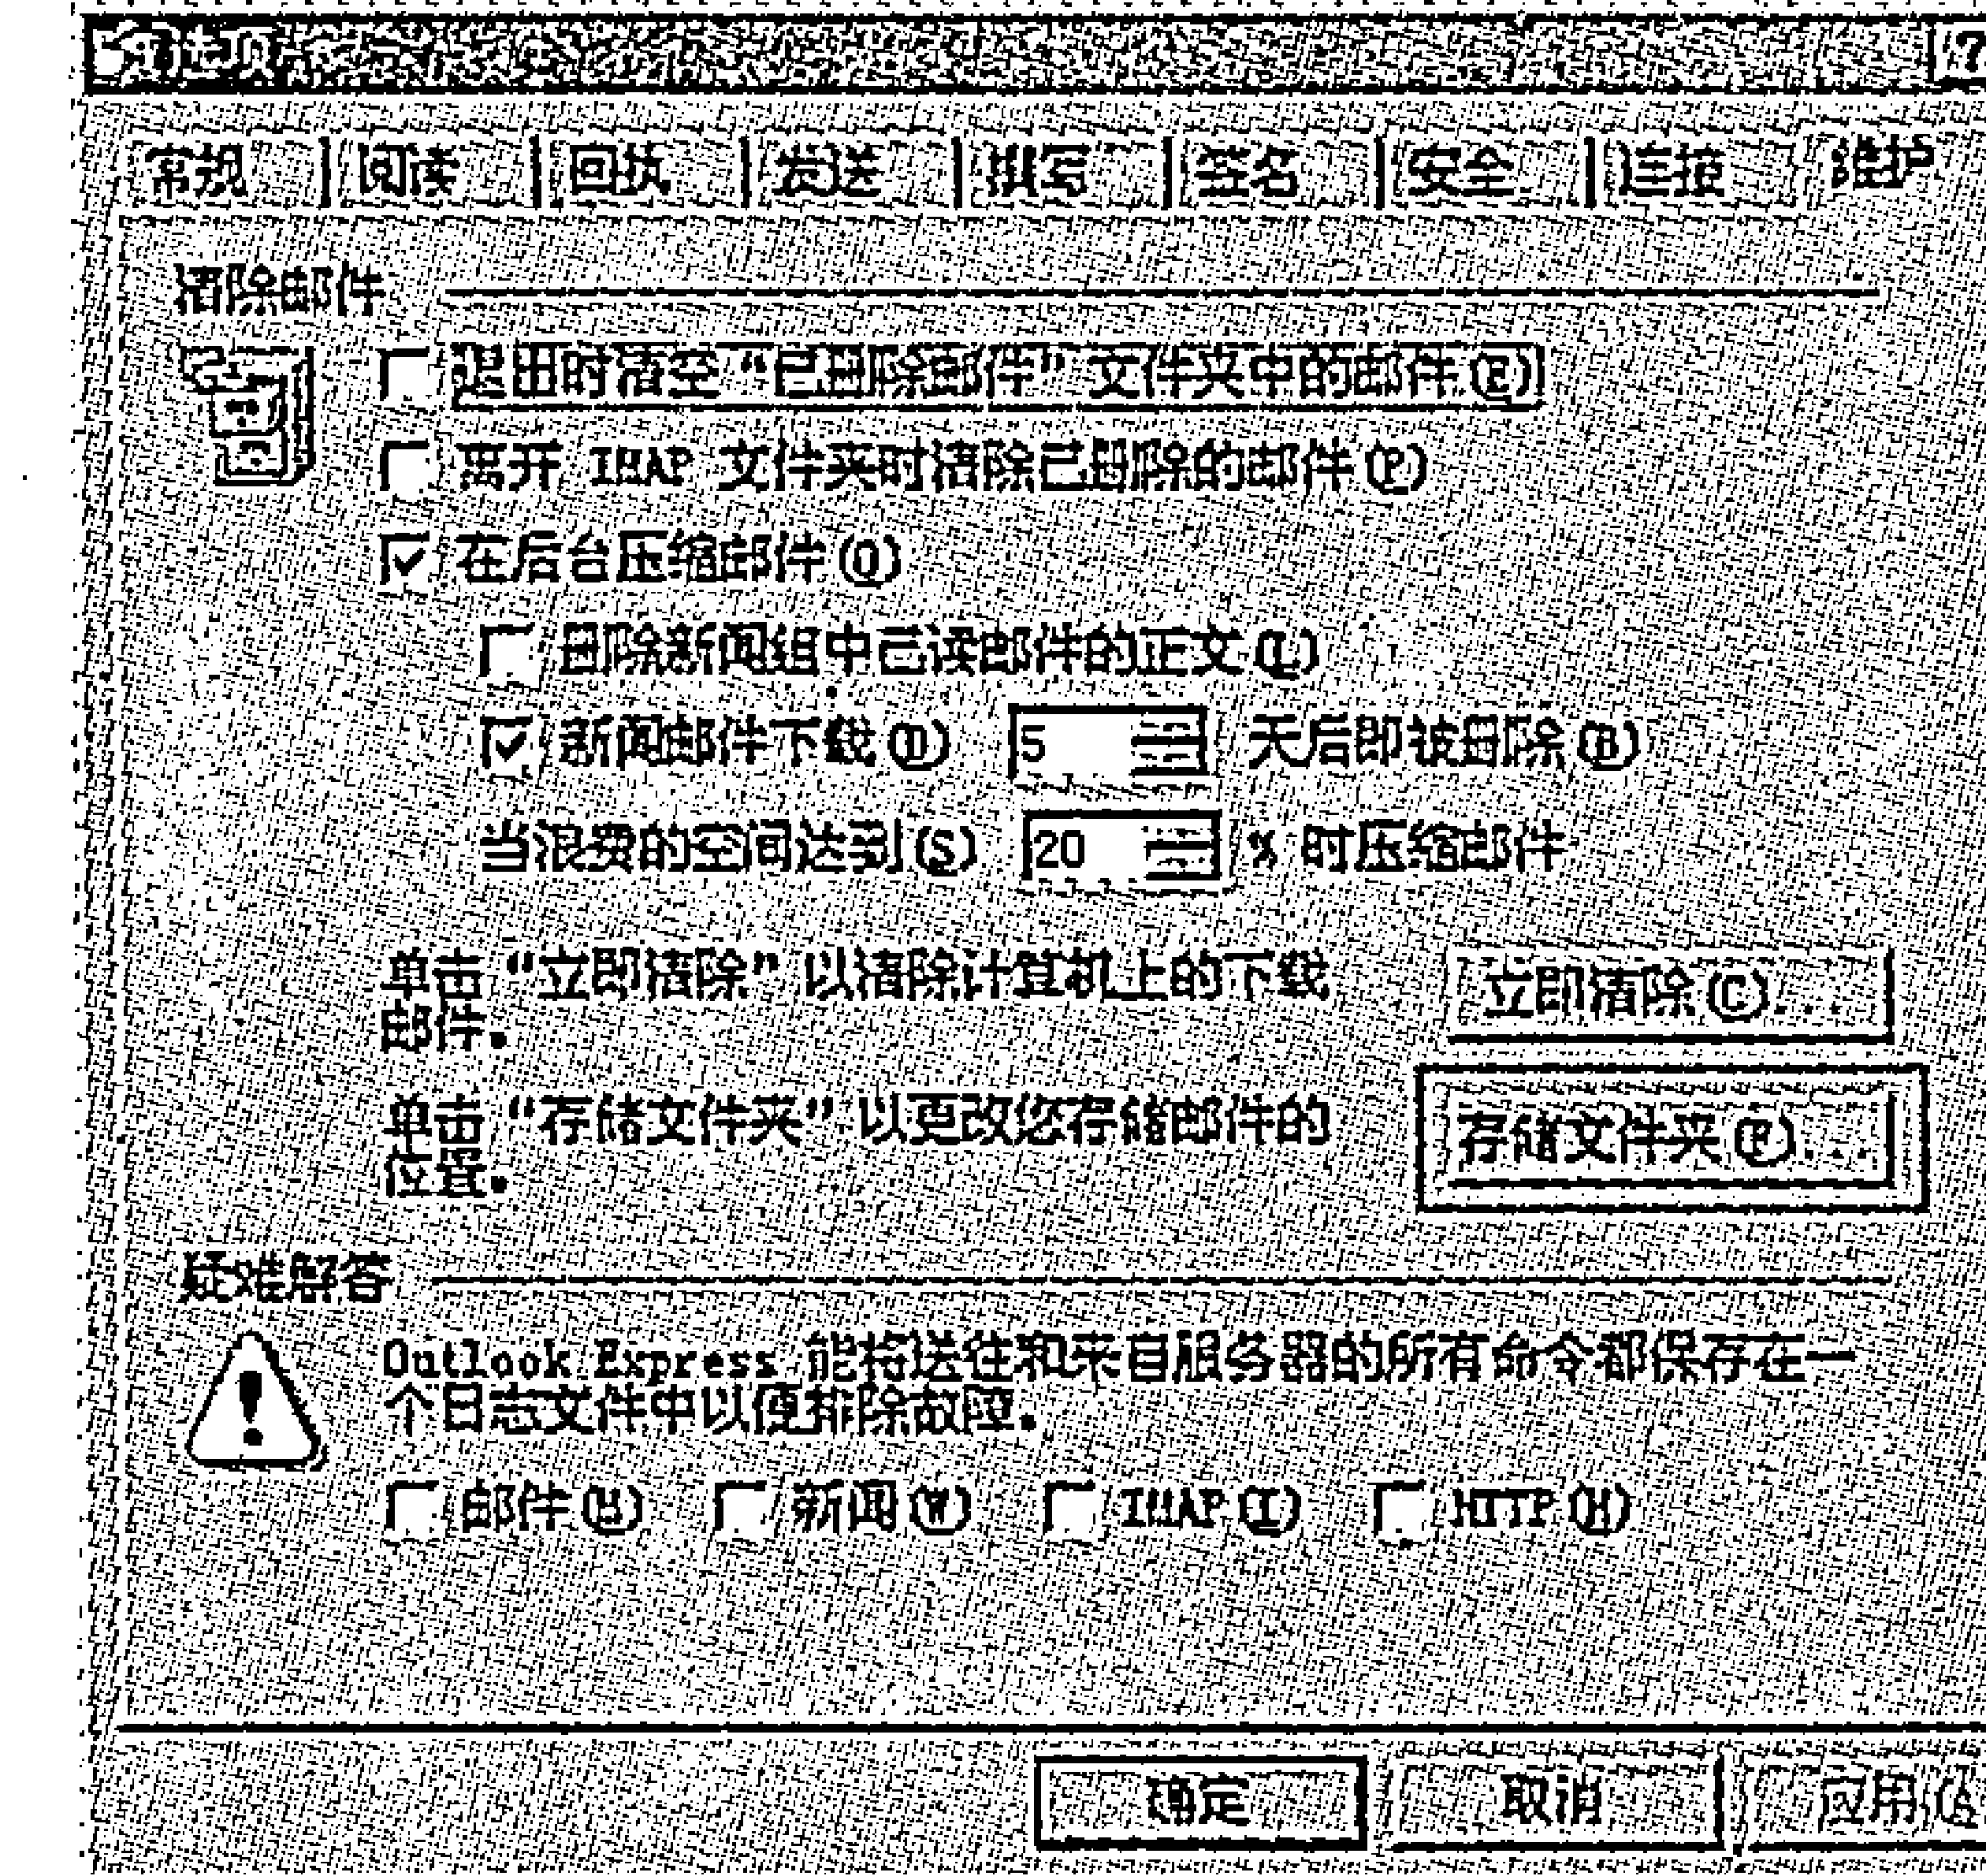 选项
常规 阅读 回执 发送 撰写 签名 安全 连接 维护
清除邮件
退出时清空“已删除邮件”文件夹中的邮件(E)
离开 IMAP 文件夹时清除已删除的邮件(P)
在后台压缩邮件(Q)
删除新闻组中已读邮件的正文(L)
新闻邮件下载(D) 5 天后即被删除(B)
当浪费的空间达到(S) 20 % 时压缩邮件
单击“立即清除”以清除计算机上的下载
邮件。
立即清除(C)...
单击“存储文件夹”以更改您存储邮件的
位置。
存储文件夹(F)...
疑难解答
Outlook Express 能将送往和来自服务器的所有命令都保存在一
个日志文件中以便排除故障。
邮件(M) 新闻(W) IMAP(I) HTTP(H)
确定 取消 应用(A